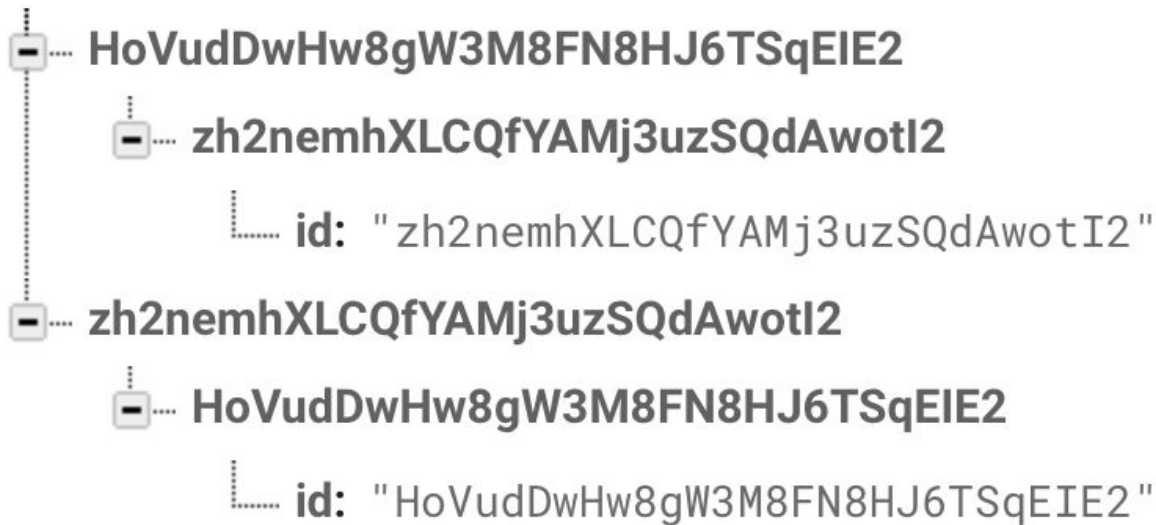 HoVudDwHw8gW3M8FN8HJ6TSqEIE2
zh2nemhXLCQfYAMj3uzSQdAwotI2
id: "zh2nemhXLCQfYAMj3uzSQdAwotI2"
zh2nemhXLCQfYAMj3uzSQdAwotI2
HoVudDwHw8gW3M8FN8HJ6TSqEIE2
id: "HoVudDwHw8gW3M8FN8HJ6TSqEIE2"